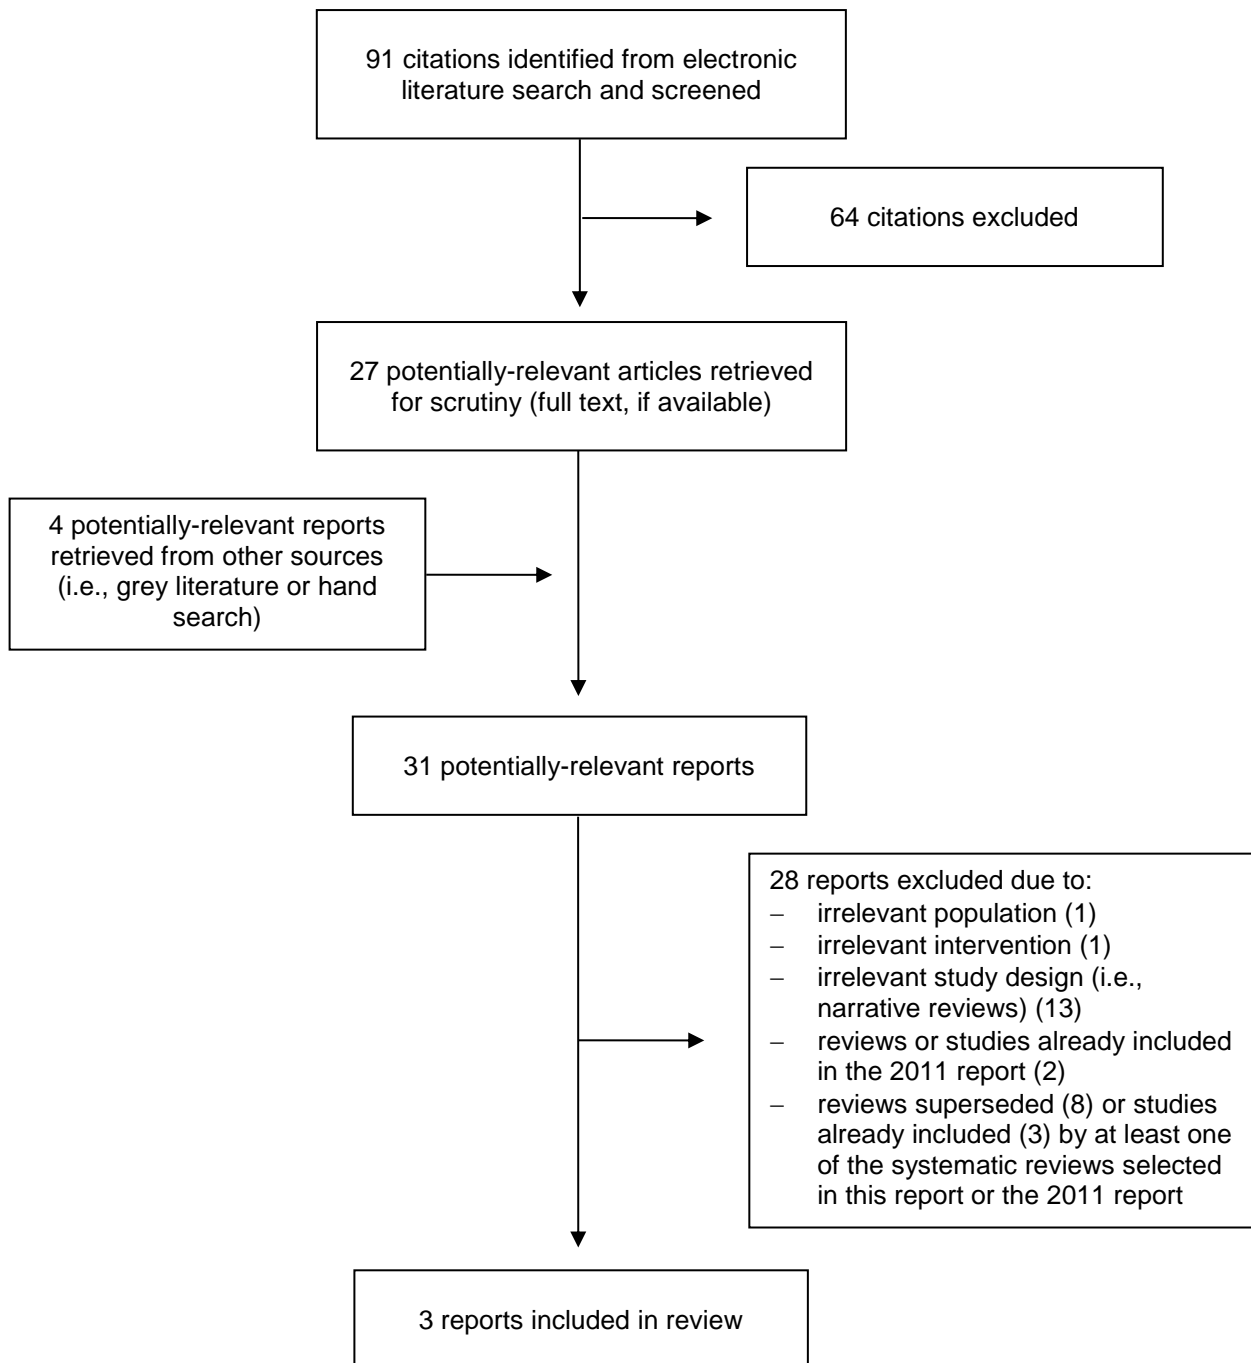 91 citations identified from electronic
literature search and screened
64 citations excluded
27 potentially-relevant articles retrieved
for scrutiny (full text, if available)
4 potentially-relevant reports
retrieved from other sources
(i.e., grey literature or hand
search)
31 potentially-relevant reports
28 reports excluded due to:
− irrelevant population (1)
− irrelevant intervention (1)
− irrelevant study design (i.e.,
narrative reviews) (13)
− reviews or studies already included
in the 2011 report (2)
− reviews superseded (8) or studies
already included (3) by at least one
of the systematic reviews selected
in this report or the 2011 report
3 reports included in review